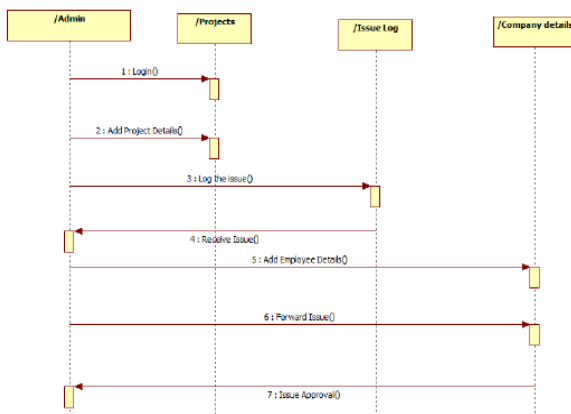 /Admin
/Projects
/Issue Log
/Company details
1 : Login()
2 : Add Project Details()
3 : Log the issue()
4 : Receive Issue()
5 : Add Employee Details()
6 : Forward Issue()
7 : Issue Approval()